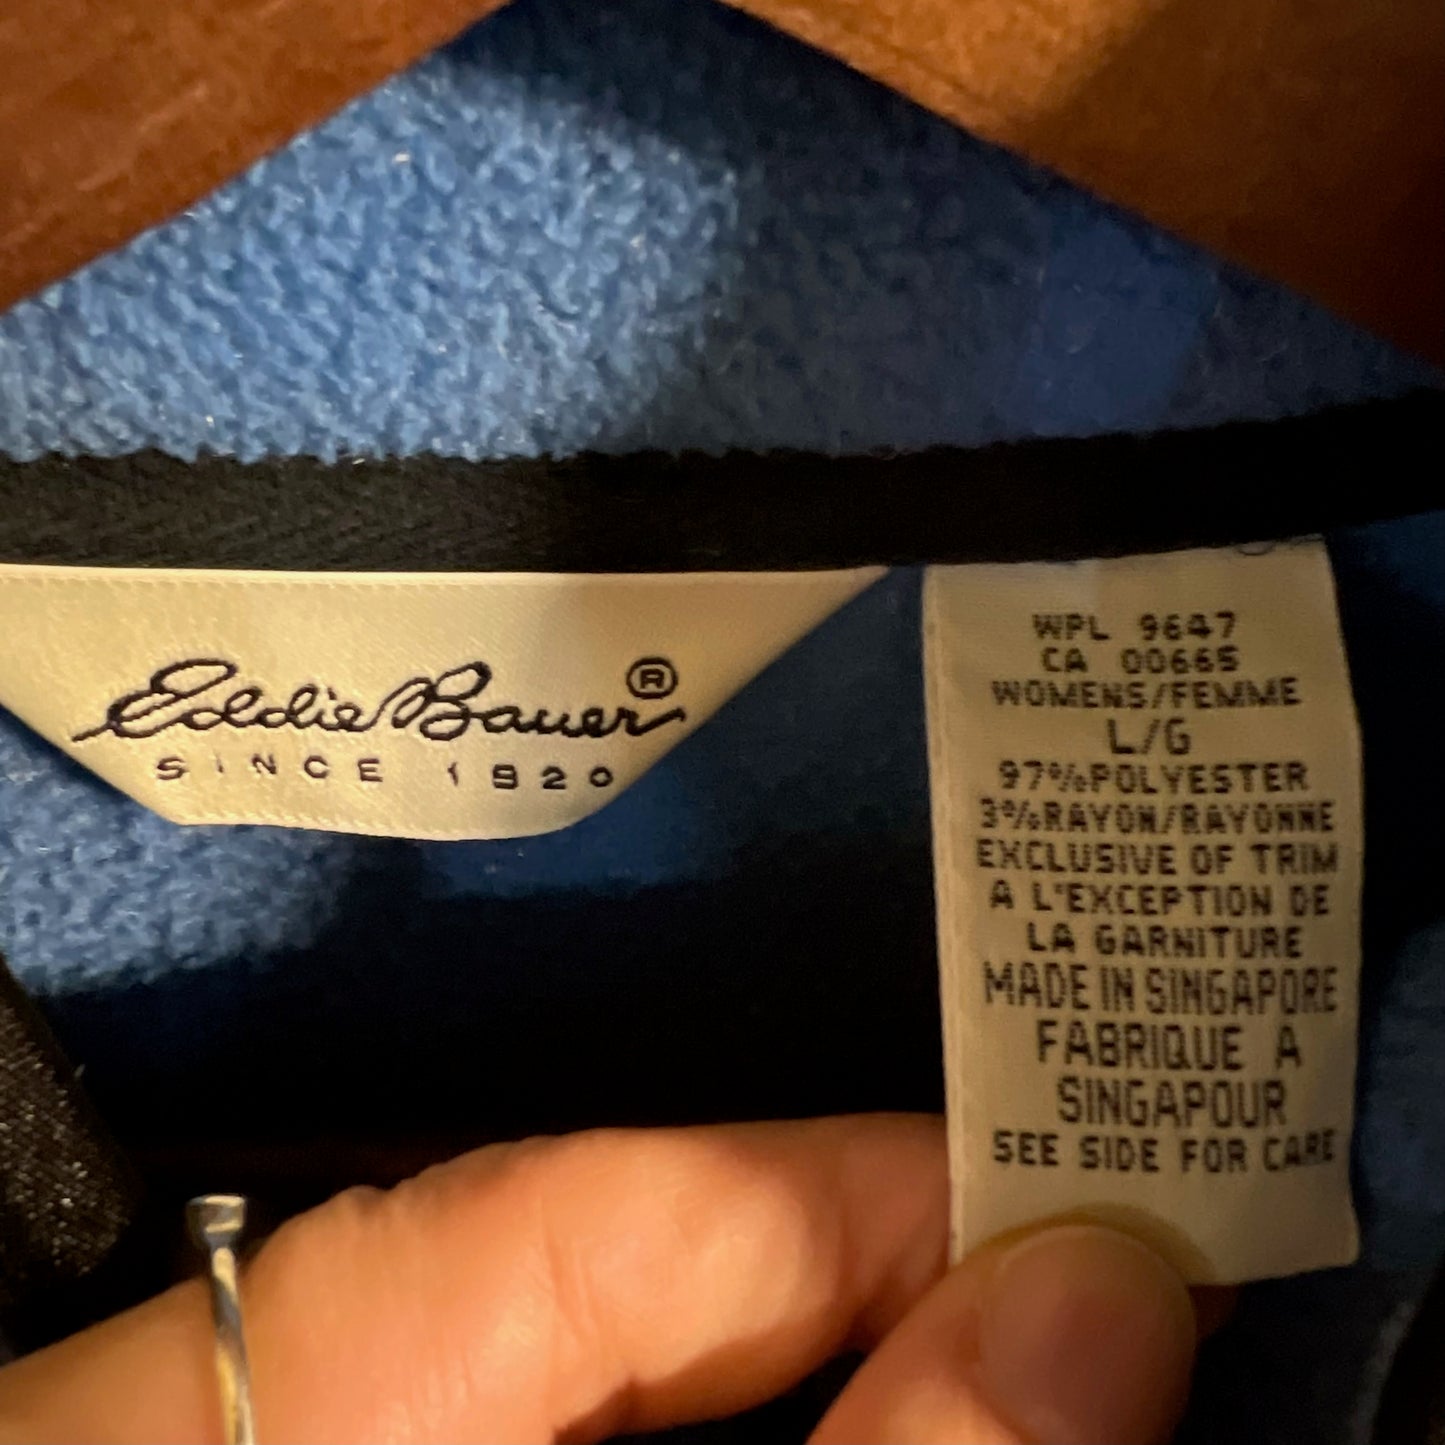 Eddie Bauer®
SINCE 1920
WPL 9647
CA 00665
WOMENS/FEMME
L/G
97%POLYESTER
3%RAYON/RAYONNE
EXCLUSIVE OF TRIM
A L'EXCEPTION DE
LA GARNITURE
MADE IN SINGAPORE
FABRIQUE A
SINGAPOUR
SEE SIDE FOR CARE